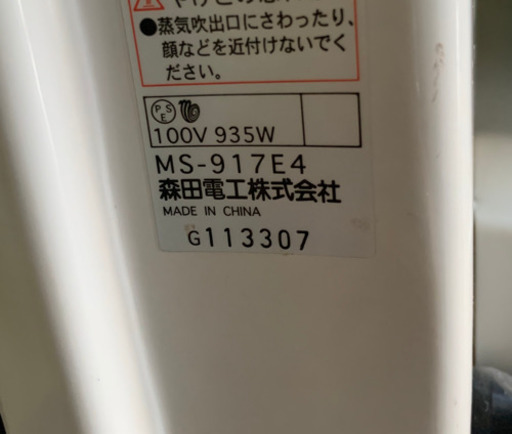 ●蒸気吹出口にさわったり、
顔などを近付けないでく
ださい。
PSE
100V 935W
MS-917E4
森田電工株式会社
MADE IN CHINA
G113307